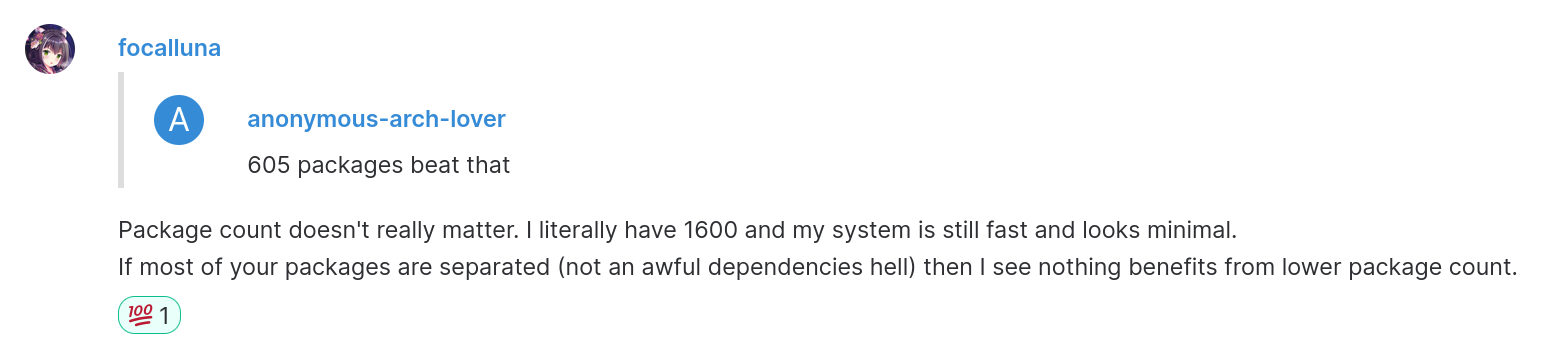 focalluna
A
anonymous-arch-lover
605 packages beat that
Package count doesn't really matter. I literally have 1600 and my system is still fast and looks minimal.
If most of your packages are separated (not an awful dependencies hell) then I see nothing benefits from lower package count.
💯 1